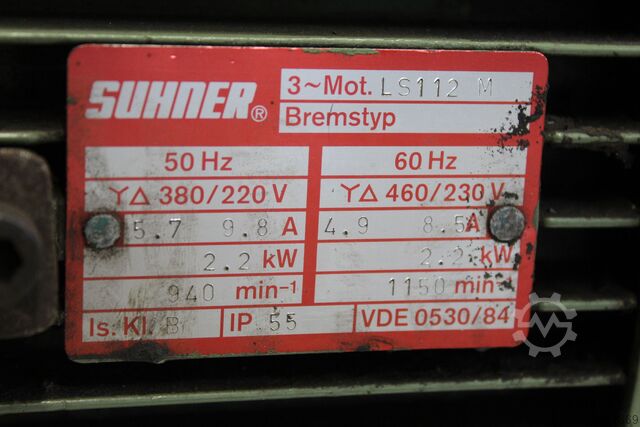 SUHNER®
3~Mot. LS112 M
Bremstyp
50 Hz
60 Hz
Y△ 380/220 V
Y△ 460/230 V
5.7 9.8 A
4.9 8.5 A
2.2 kW
2.2 kW
940 min-1
1150 min-1
Is. Kl. B
IP 55
VDE 0530/84